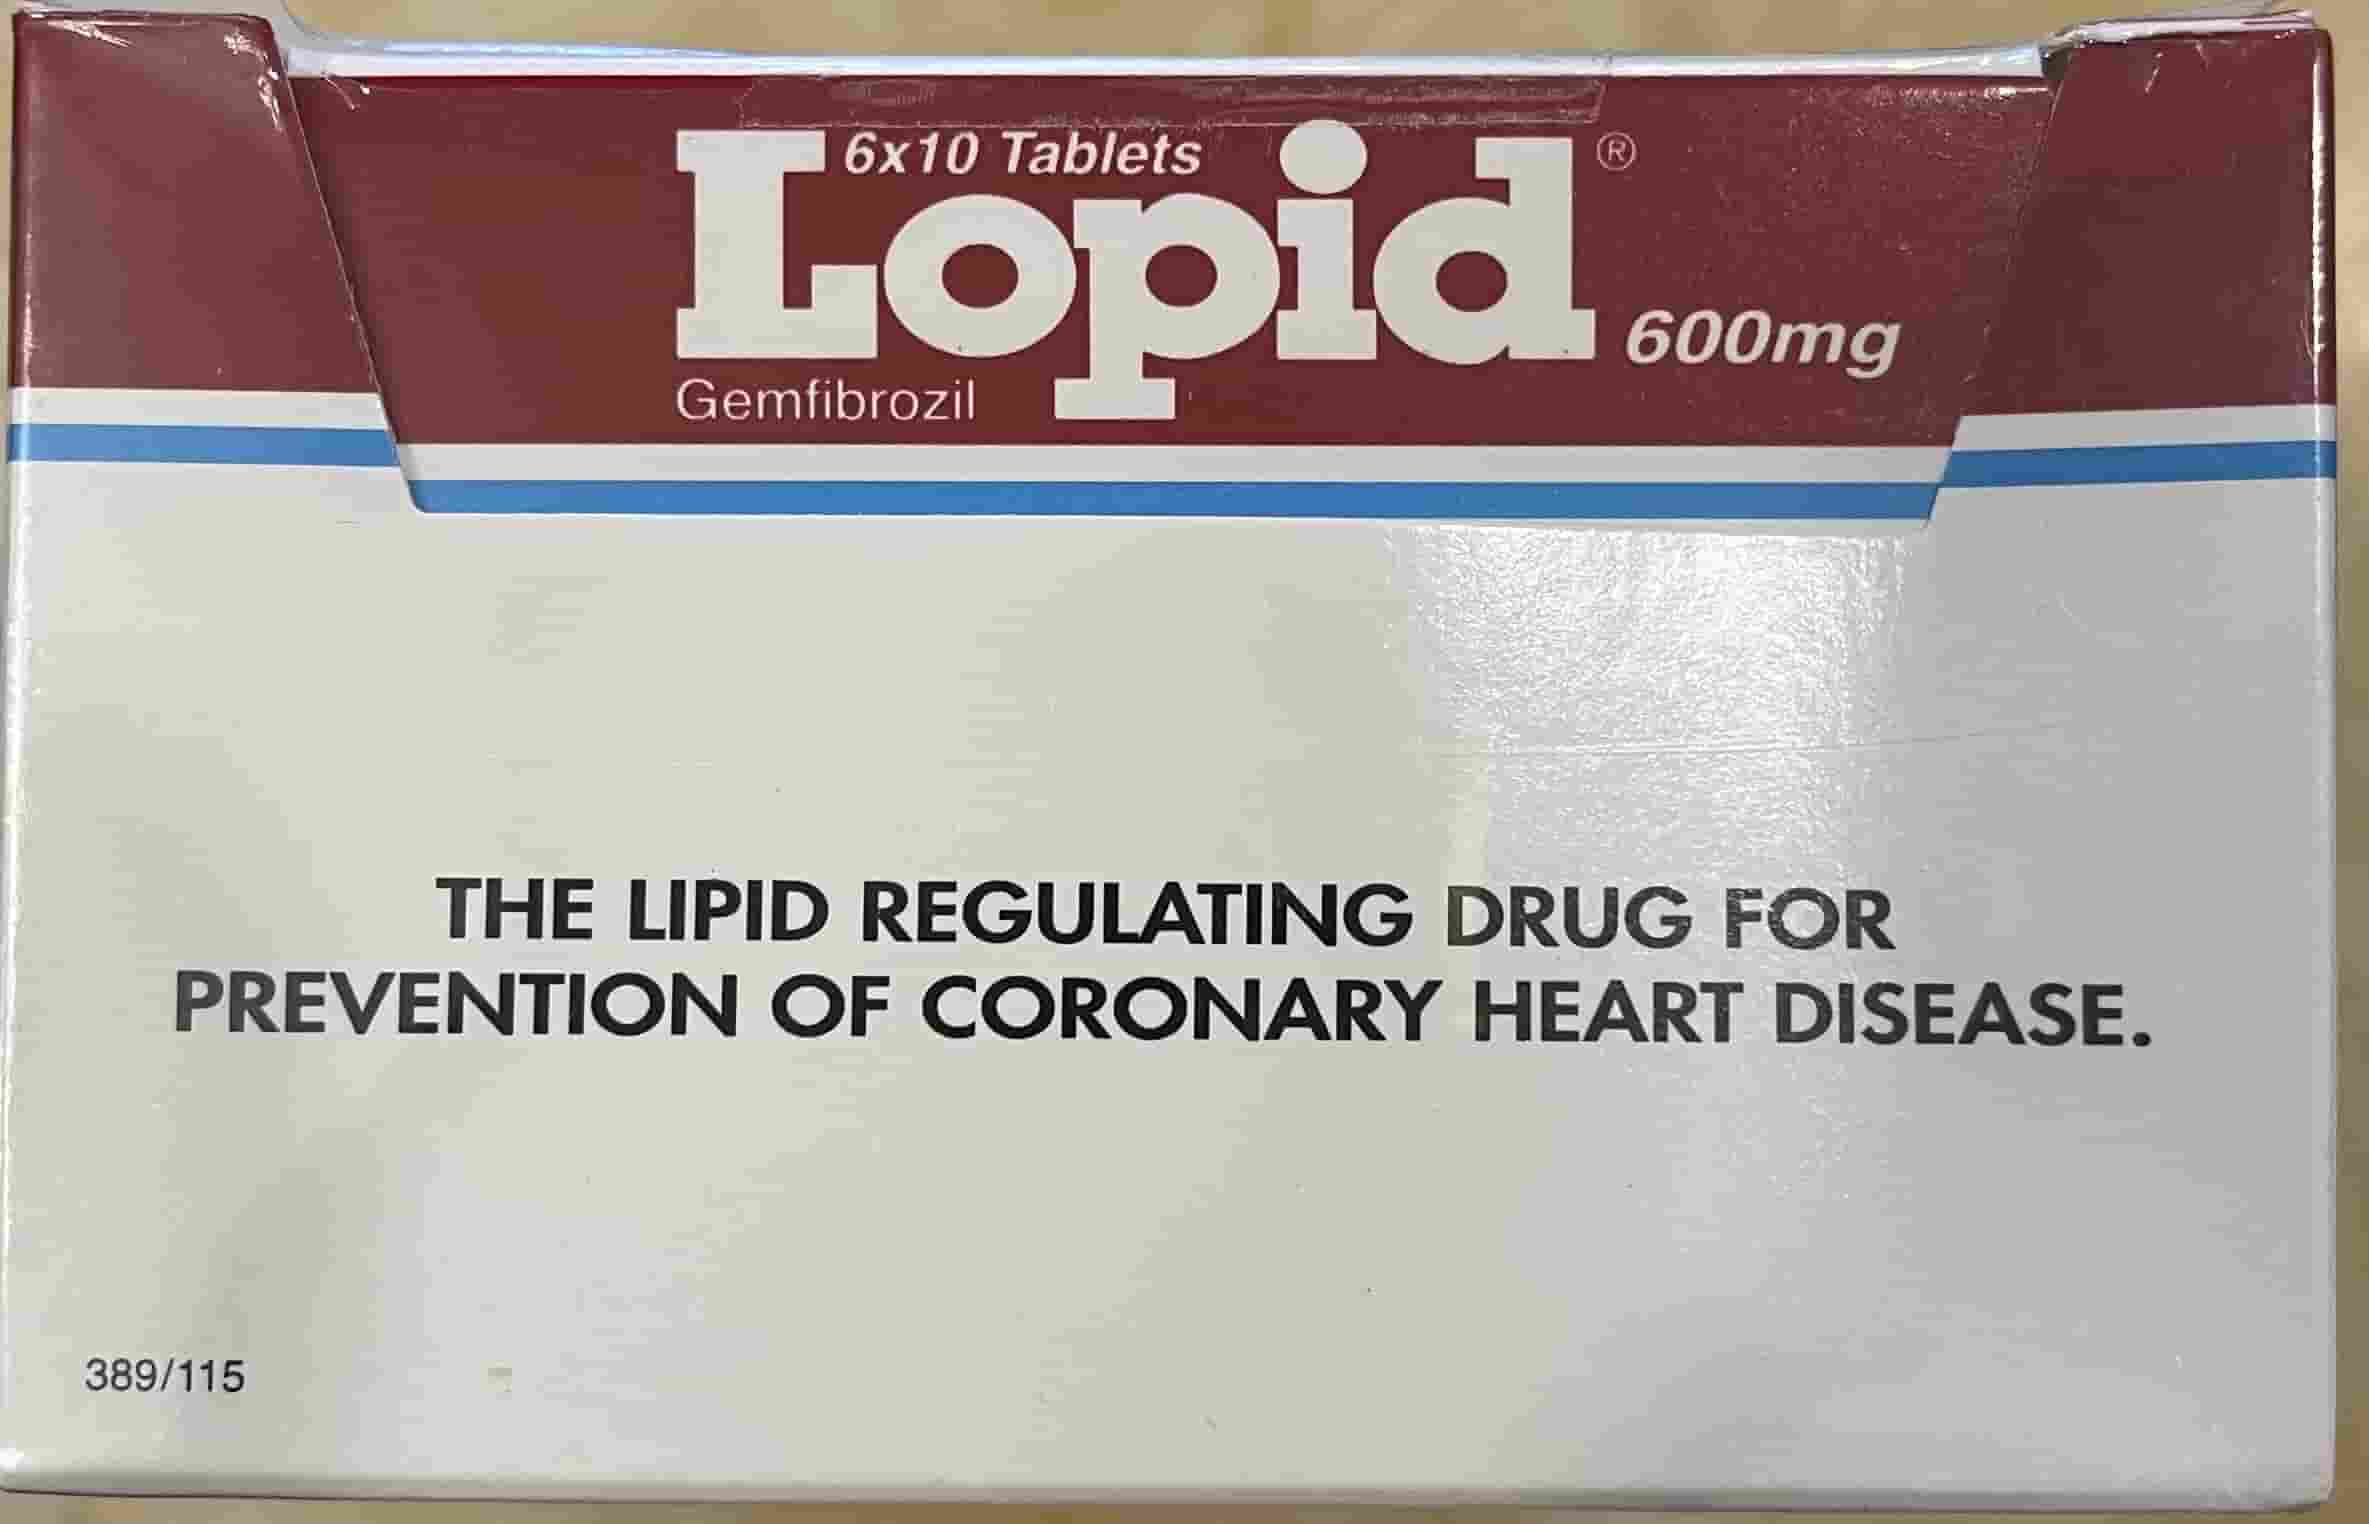 6x10 Tablets
Lopid® 600mg
Gemfibrozil
THE LIPID REGULATING DRUG FOR
PREVENTION OF CORONARY HEART DISEASE.
389/115